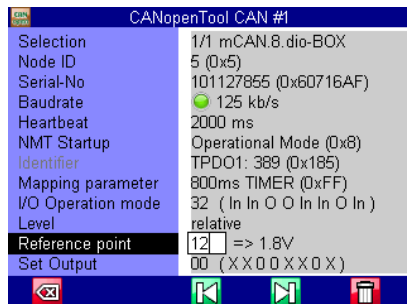 CANopenTool CAN #1
Selection 1/1 mCAN.8.dio-BOX
Node ID 5 (0x5)
Serial-No 101127855 (0x60716AF)
Baudrate 125 kb/s
Heartbeat 2000 ms
NMT Startup Operational Mode (0x8)
Identifier TPDO1: 389 (0x185)
Mapping parameter 800ms TIMER (0xFF)
I/O Operation mode 32 ( In In O O In In O In )
Level relative
Reference point 12 => 1.8V
Set Output 00 ( X X 0 0 X X 0 X )